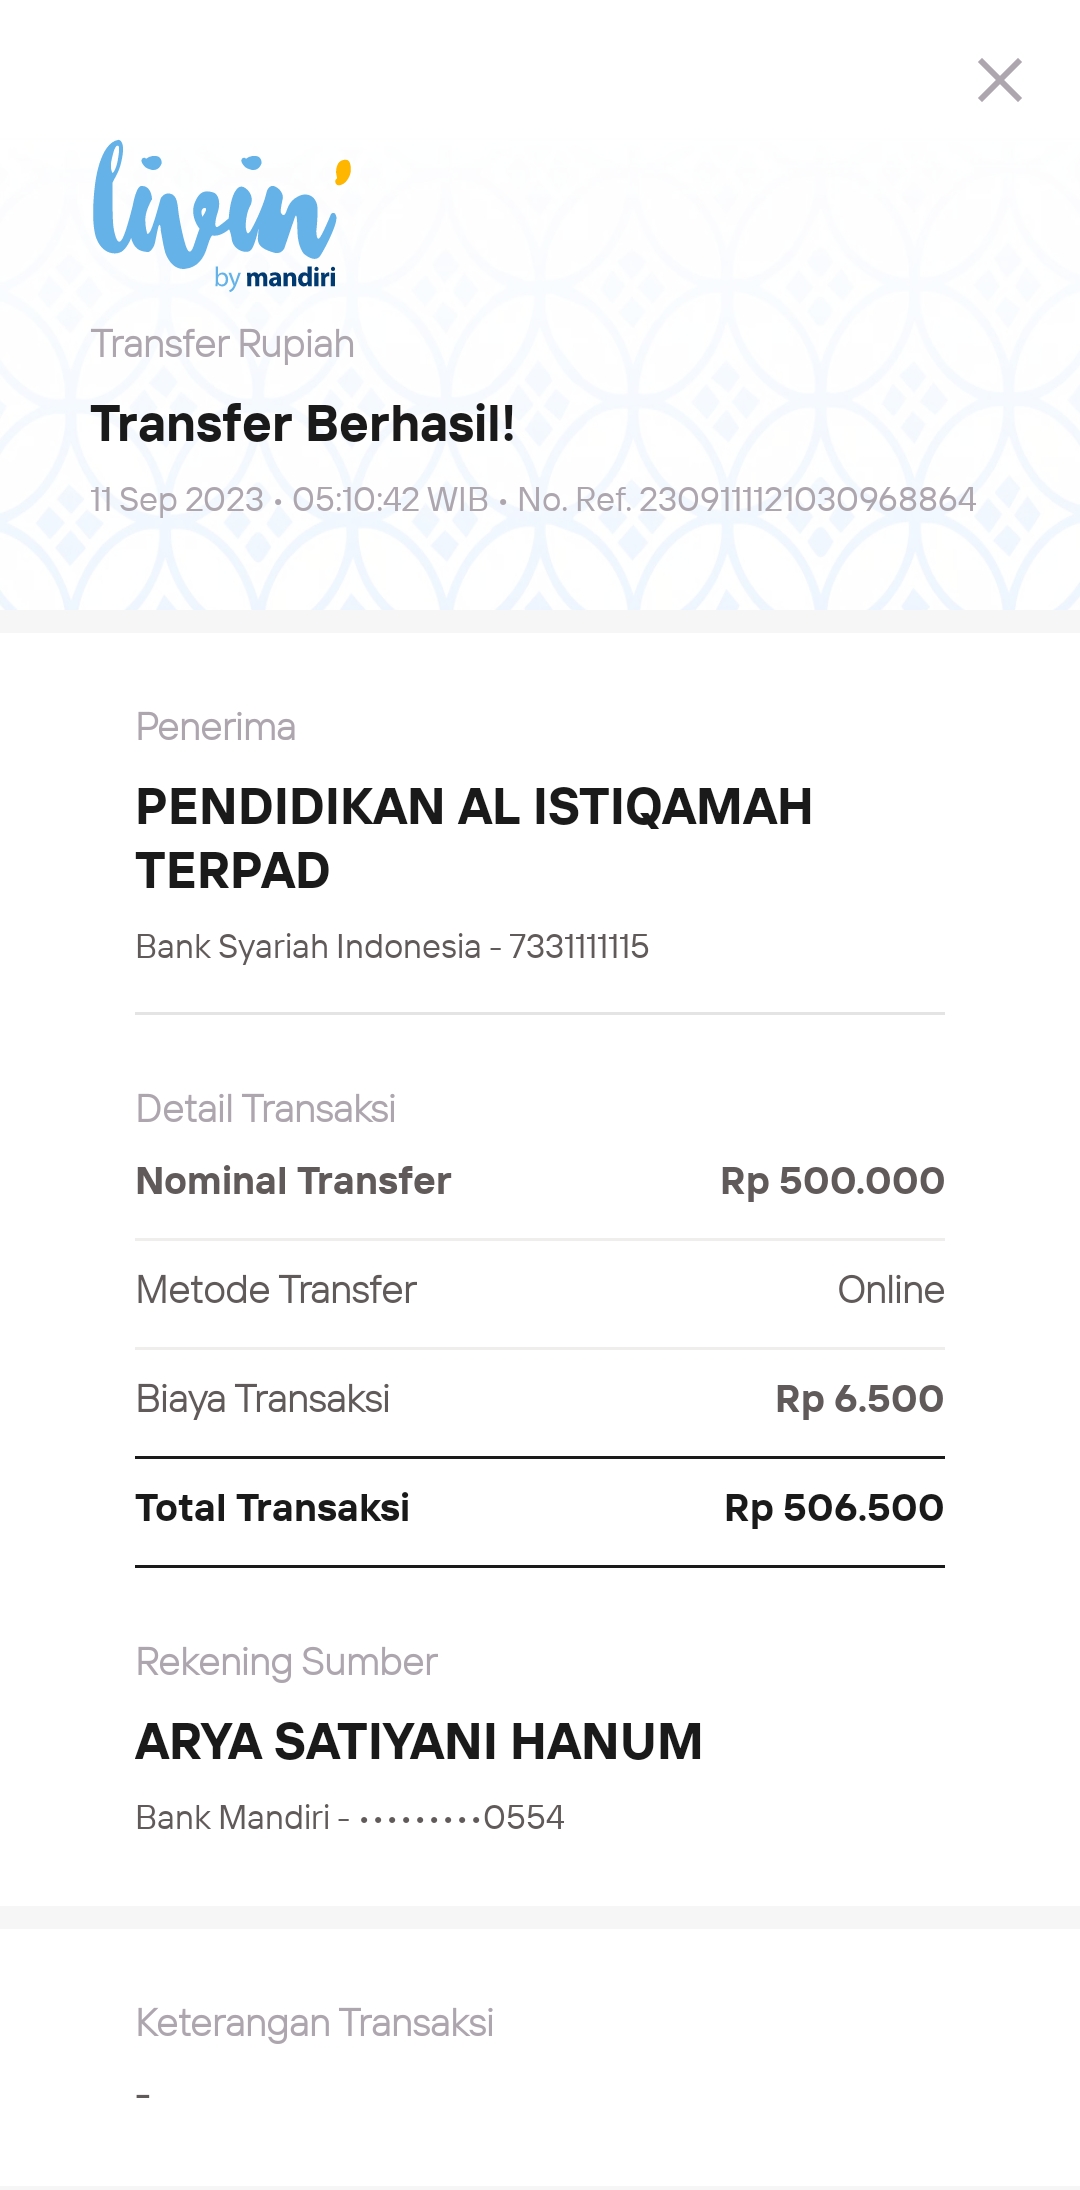 livin'
by mandiri
Transfer Rupiah
Transfer Berhasil!
11 Sep 2023 • 05:10:42 WIB • No. Ref. 2309111121030968864
Penerima
PENDIDIKAN AL ISTIQAMAH
TERPAD
Bank Syariah Indonesia - 7331111115
Detail Transaksi
Nominal Transfer Rp 500.000
Metode Transfer Online
Biaya Transaksi Rp 6.500
Total Transaksi Rp 506.500
Rekening Sumber
ARYA SATIYANI HANUM
Bank Mandiri - •••••••••0554
Keterangan Transaksi
-